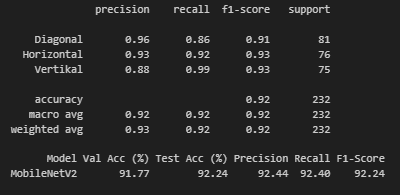 precision recall f1-score support
Diagonal 0.96 0.86 0.91 81
Horizontal 0.93 0.92 0.93 76
Vertikal 0.88 0.99 0.93 75
accuracy 0.92 232
macro avg 0.92 0.92 0.92 232
weighted avg 0.93 0.92 0.92 232
Model Val Acc (%) Test Acc (%) Precision Recall F1-Score
MobileNetV2 91.77 92.24 92.44 92.40 92.24